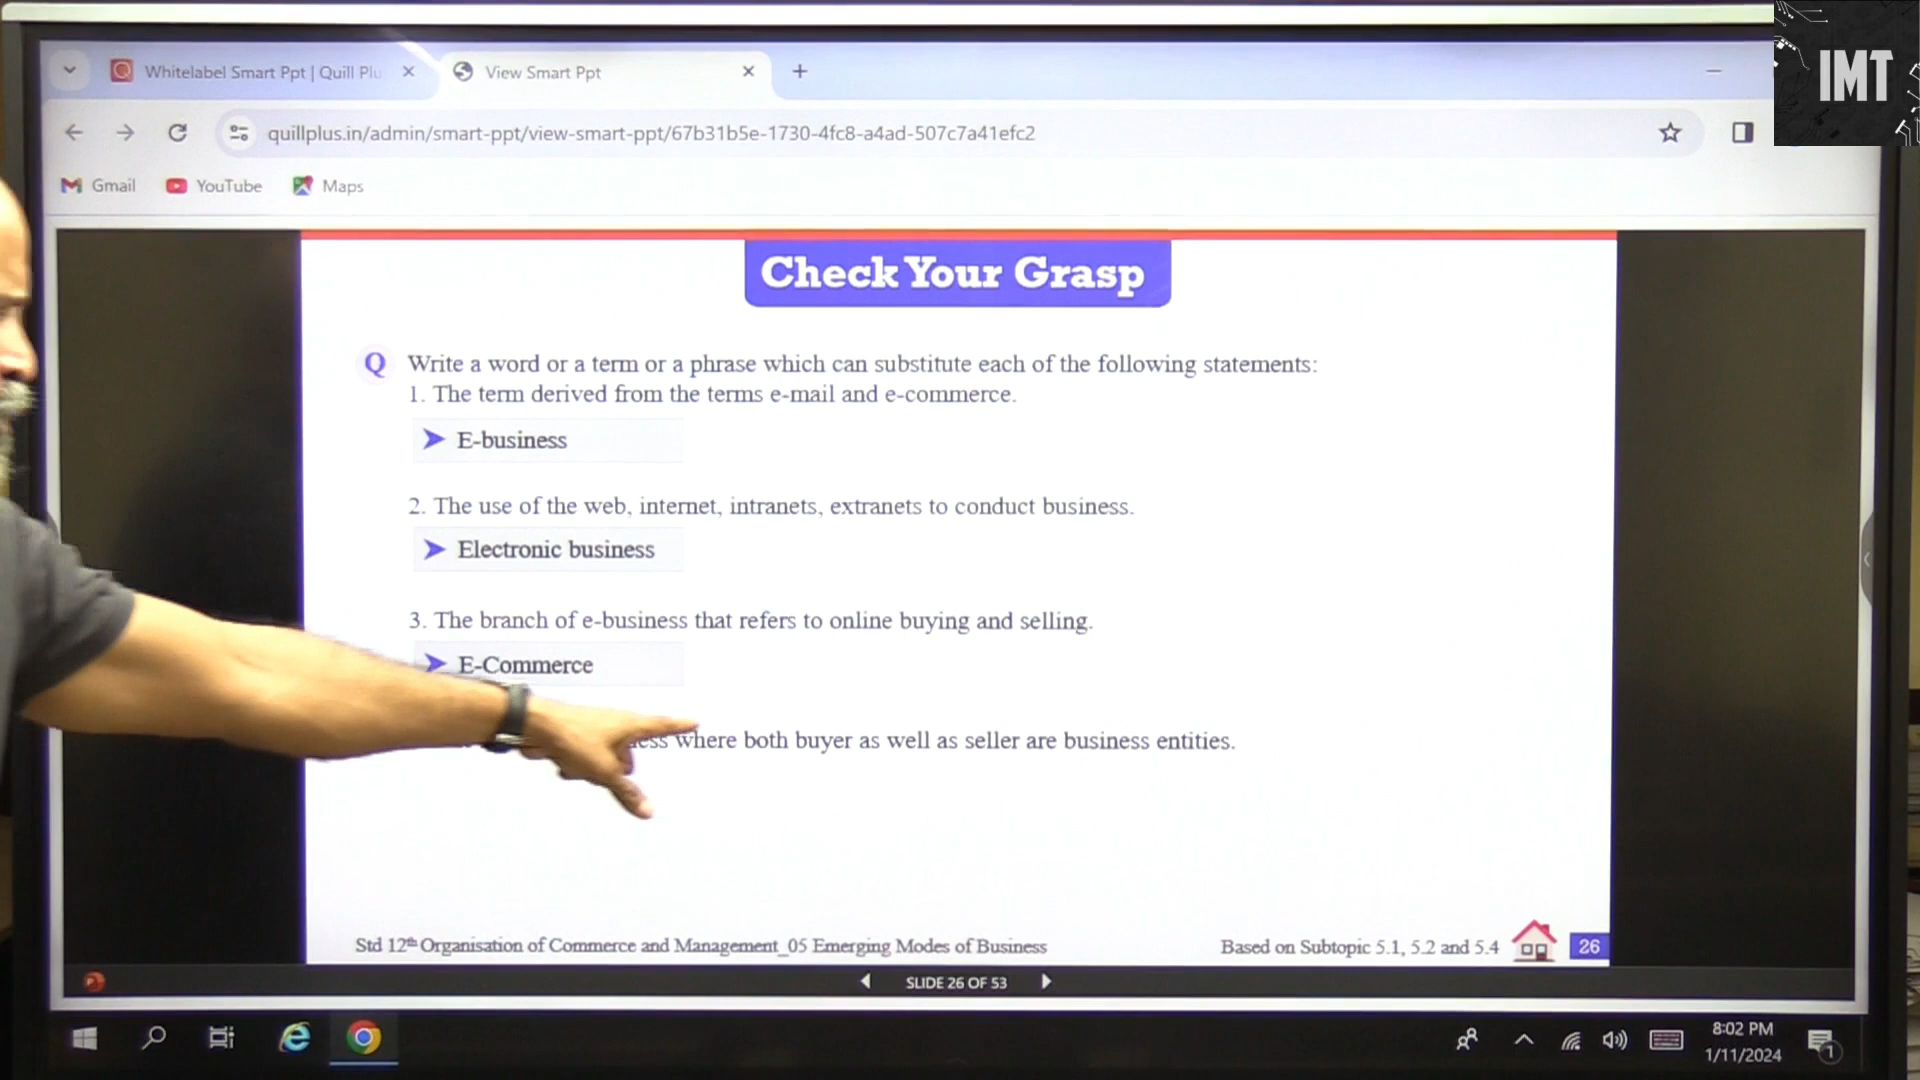 IMT
Whitelabel Smart Ppt | Quill Plu
View Smart Ppt
quillplus.in/admin/smart-ppt/view-smart-ppt/67b31b5e-1730-4fc8-a4ad-507c7a41efc2
Gmail YouTube Maps
Check Your Grasp
Q Write a word or a term or a phrase which can substitute each of the following statements:
1. The term derived from the terms e-mail and e-commerce.
E-business
2. The use of the web, internet, intranets, extranets to conduct business.
Electronic business
3. The branch of e-business that refers to online buying and selling.
E-Commerce
where both buyer as well as seller are business entities.
Std 12th Organisation of Commerce and Management_05 Emerging Modes of Business
Based on Subtopic 5.1, 5.2 and 5.4
26
SLIDE 26 OF 53
8:02 PM
1/11/2024
1